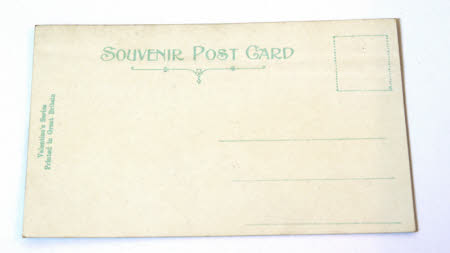 SOUVENIR POST CARD
Valentine's Series
Printed in Great Britain